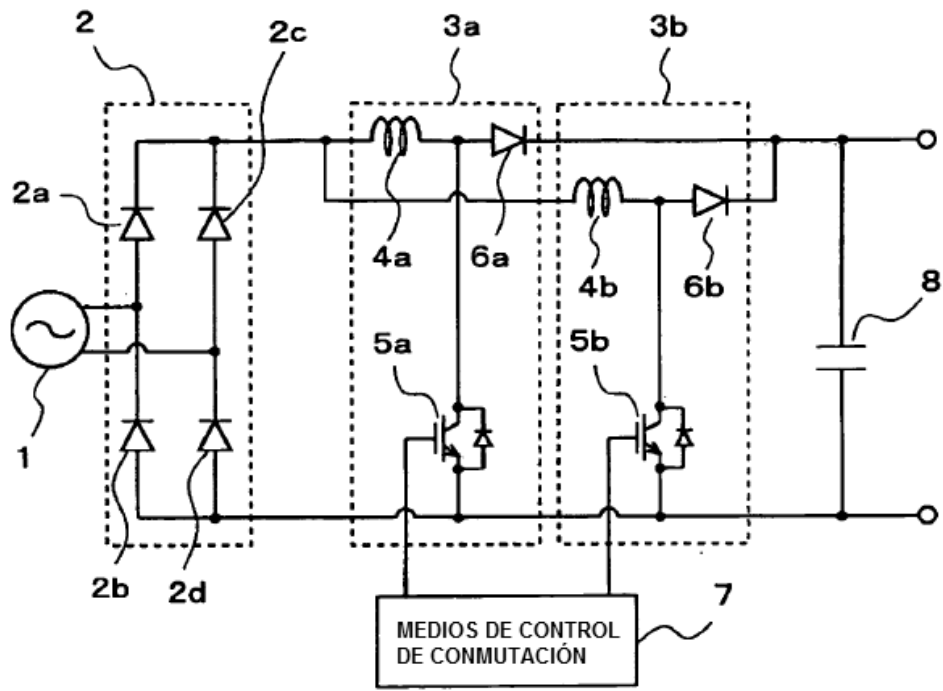 2
2c
3a
3b
2a
4a
6a
4b
6b
8
5a
5b
1
2b
2d
7
MEDIOS DE CONTROL
DE CONMUTACIÓN